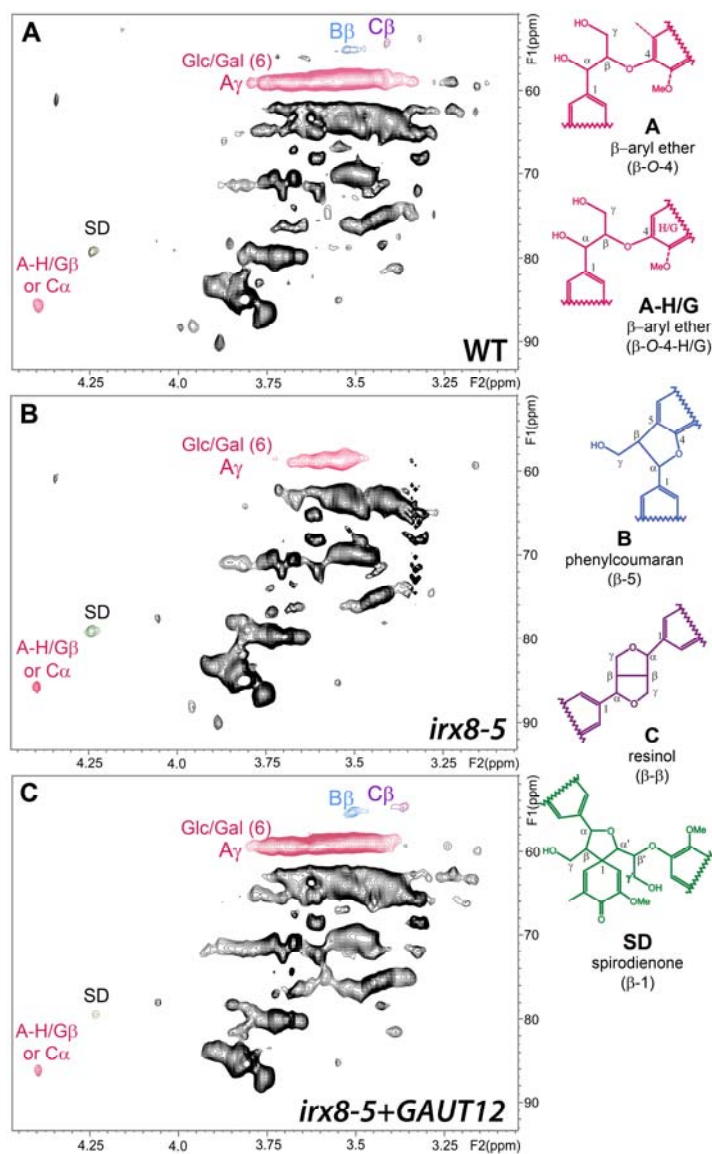 A
Bβ
Cβ
Glc/Gal (6)
Aγ
SD
A-H/Gβ
or Cα
WT
F1(ppm)
60
70
80
90
4.25
4.0
3.75
3.5
F2(ppm)
B
Glc/Gal (6)
Aγ
SD
A-H/Gβ
or Cα
irx8-5
F1(ppm)
60
70
80
90
4.25
4.0
3.75
3.5
F2(ppm)
C
Bβ
Cβ
Glc/Gal (6)
Aγ
SD
A-H/Gβ
or Cα
irx8-5+GAUT12
F1(ppm)
60
70
80
90
4.25
4.0
3.75
3.5
F2(ppm)
HO
γ
HO
α
β
O
4
MeO
1
A
β–aryl ether
(β-O-4)
HO
γ
HO
α
β
O
4
H/G
MeO
1
A-H/G
β–aryl ether
(β-O-4-H/G)
5
β
4
HO
γ
O
α
1
B
phenylcoumaran
(β-5)
1
O
γ
α
β
β
α
γ
1
O
C
resinol
(β-β)
α
O
α'
O
OMe
HO
β
β'
γ
1
γ'
OH
OMe
O
SD
spirodienone
(β-1)